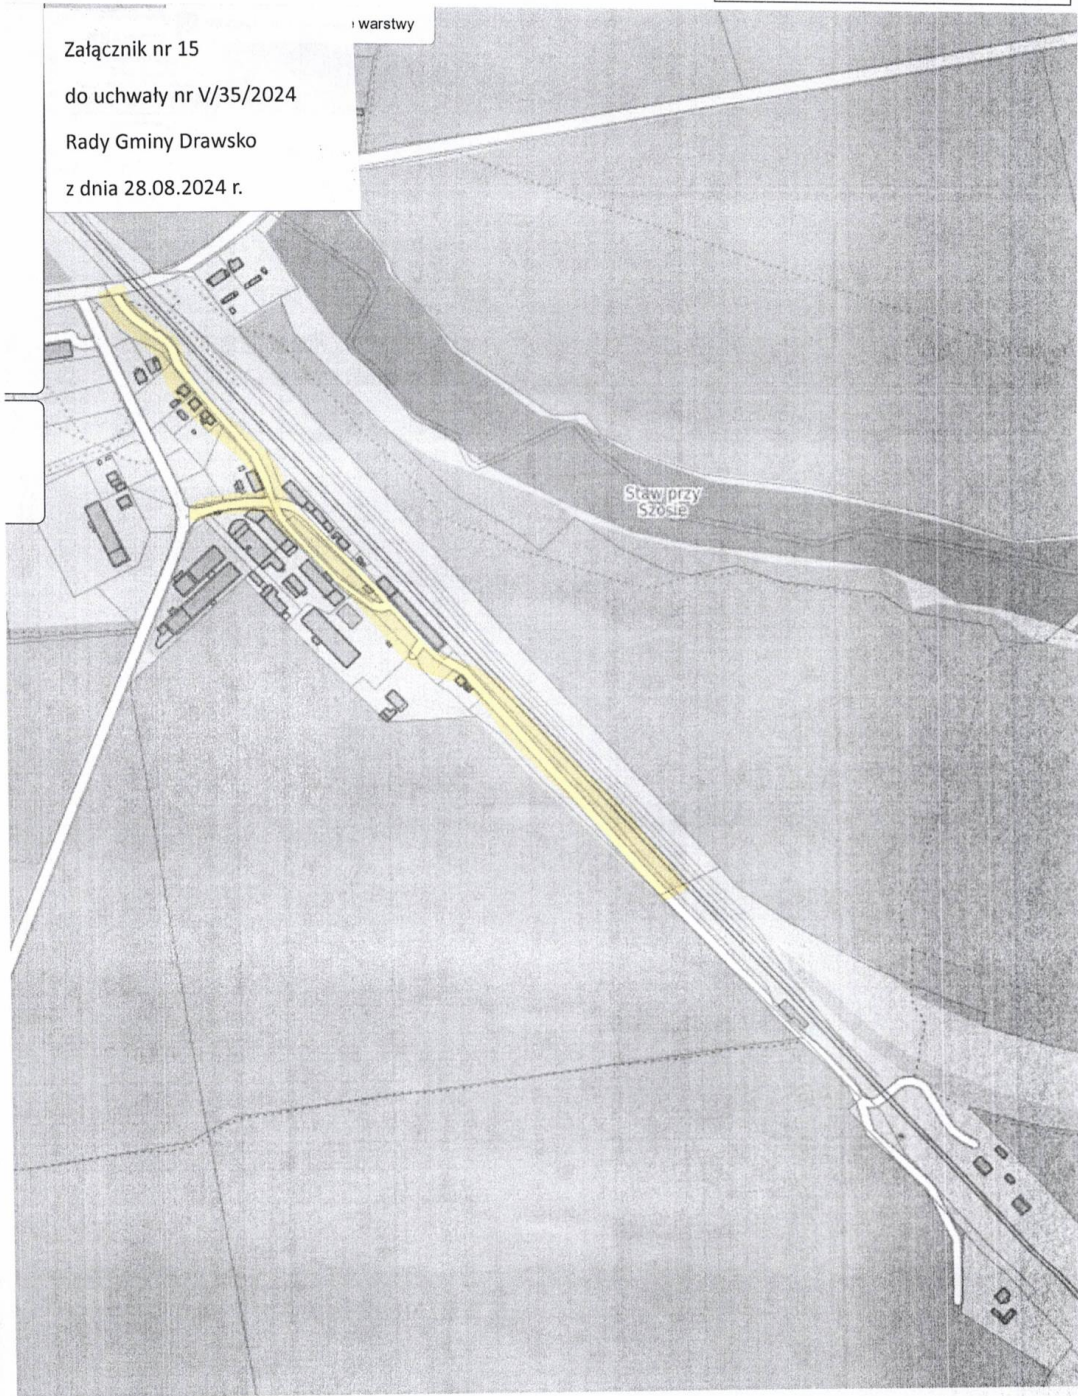 warstwy
Załącznik nr 15
do uchwały nr V/35/2024
Rady Gminy Drawsko
z dnia 28.08.2024 r.
Staw przy
Szosie